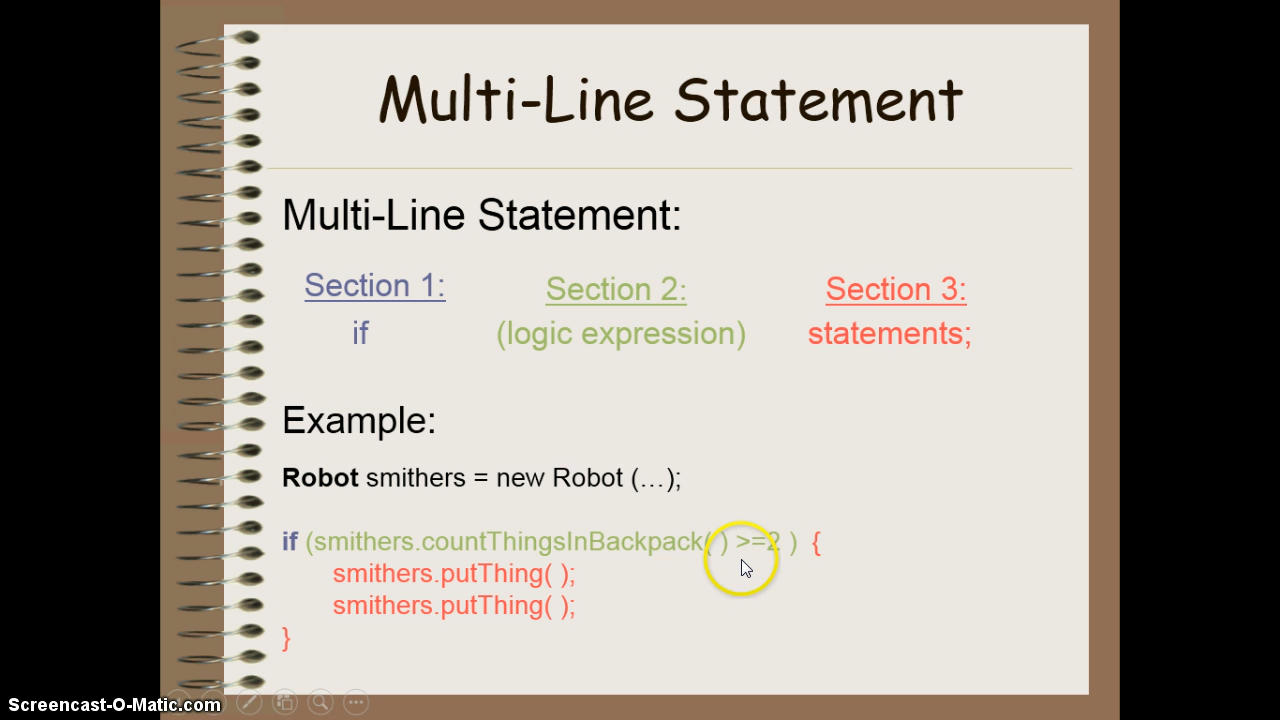 Multi-Line Statement
Multi-Line Statement:
Section 1: Section 2: Section 3:
if (logic expression) statements;
Example:
Robot smithers = new Robot (…);
if (smithers.countThingsInBackpack( ) >=2 ) {
smithers.putThing( );
smithers.putThing( );
}
Screencast-O-Matic.com